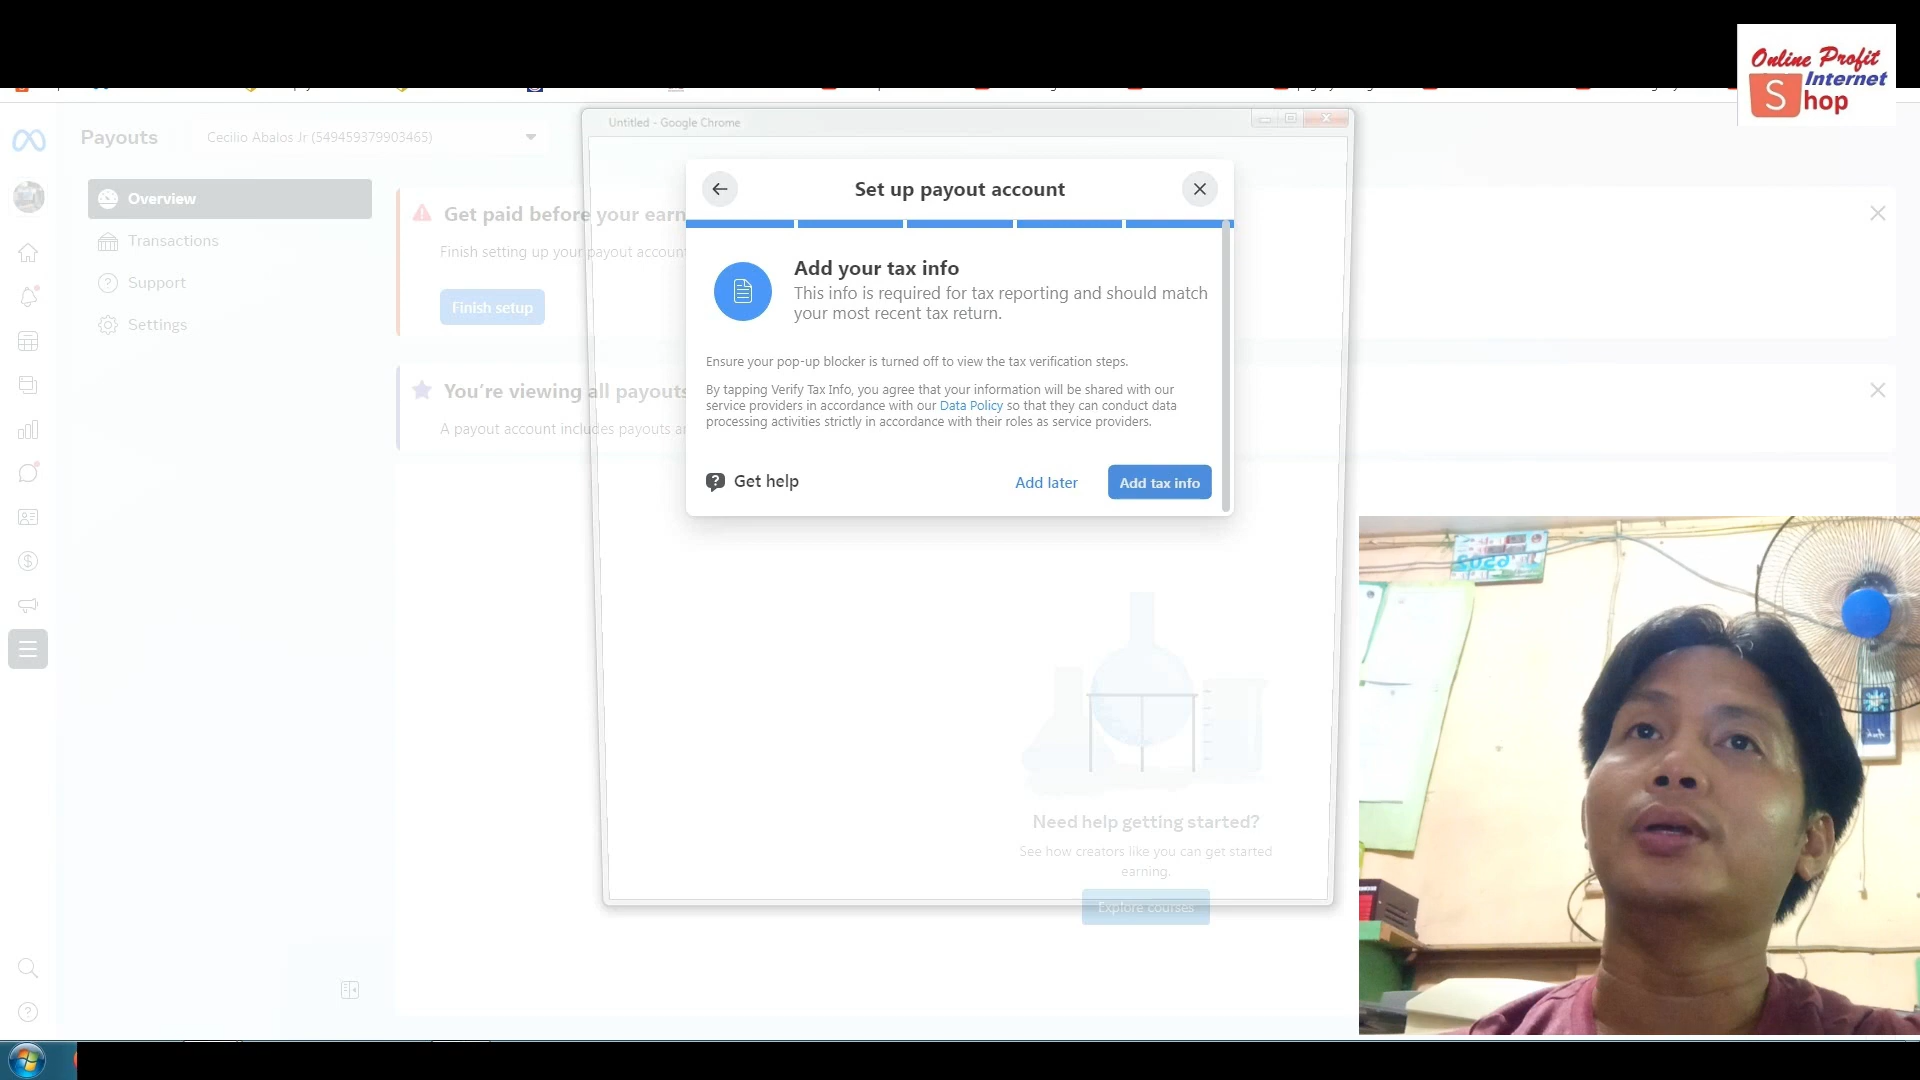 Online Profit
Internet
S hop
Payouts
Cecilio Abalos Jr (549459379903465)
Untitled - Google Chrome
Overview
Transactions
Support
Settings
Get paid before your earn
Finish setting up your payout account
Finish setup
You're viewing all payouts
A payout account includes payouts a
Set up payout account
Add your tax info
This info is required for tax reporting and should match
your most recent tax return.
Ensure your pop-up blocker is turned off to view the tax verification steps.
By tapping Verify Tax Info, you agree that your information will be shared with our
service providers in accordance with our Data Policy so that they can conduct data
processing activities strictly in accordance with their roles as service providers.
Get help
Add later
Add tax info
Need help getting started?
See how creators like you can get started
earning.
Explore courses